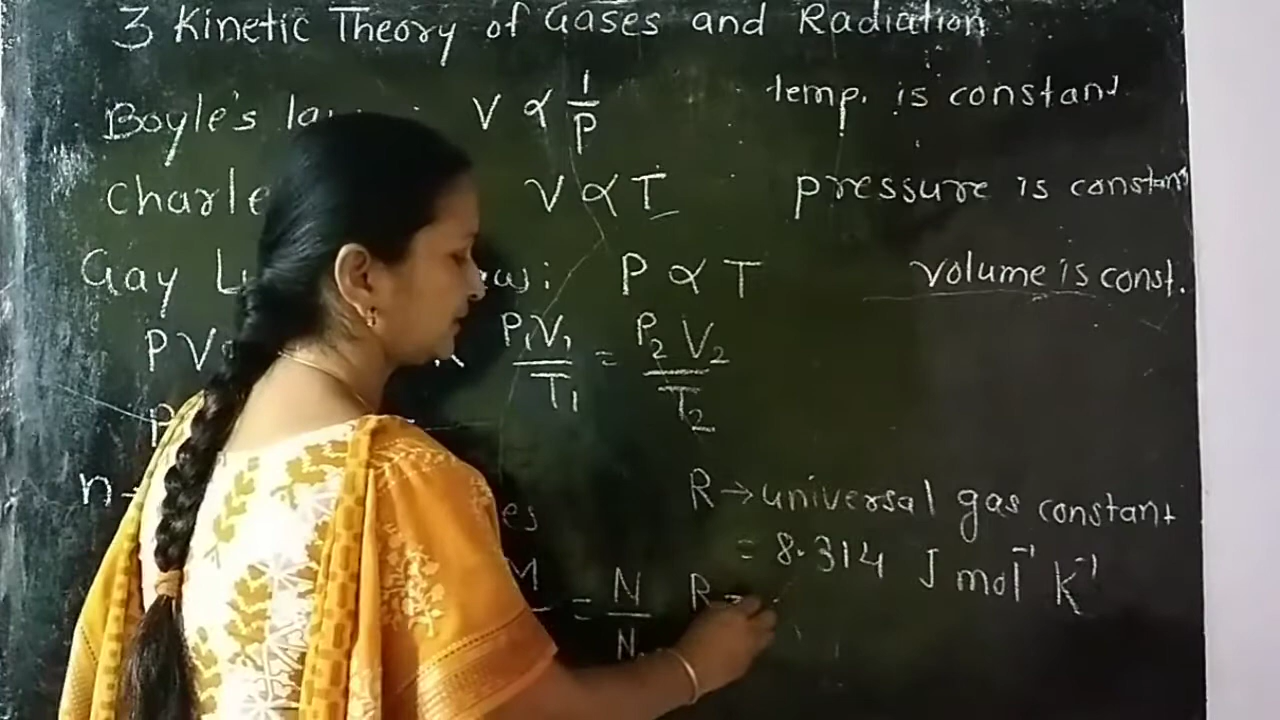 3 Kinetic Theory of Gases and Radiation
Boyle's V ∝ 1/P temp. is constant
Charle V ∝ T pressure is constant
Gay L w: P ∝ T volume is const.
PV P₁V₁/T₁ = P₂V₂/T₂
n es R → universal gas constant
= 8.314 J mol⁻¹ K⁻¹
M = N/N R =